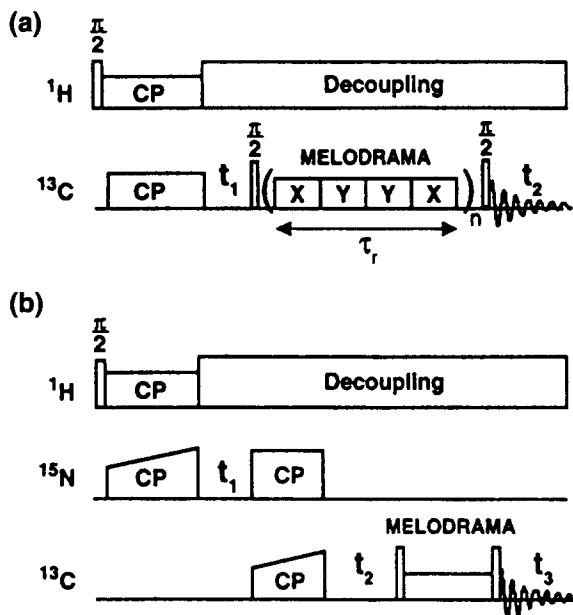 (a)
π/2
¹H CP Decoupling
π/2 MELODRAMA π/2
¹³C CP t₁ ( X Y Y X )ₙ t₂
τᵣ
(b)
π/2
¹H CP Decoupling
¹⁵N CP t₁ CP
MELODRAMA
¹³C CP t₂ t₃